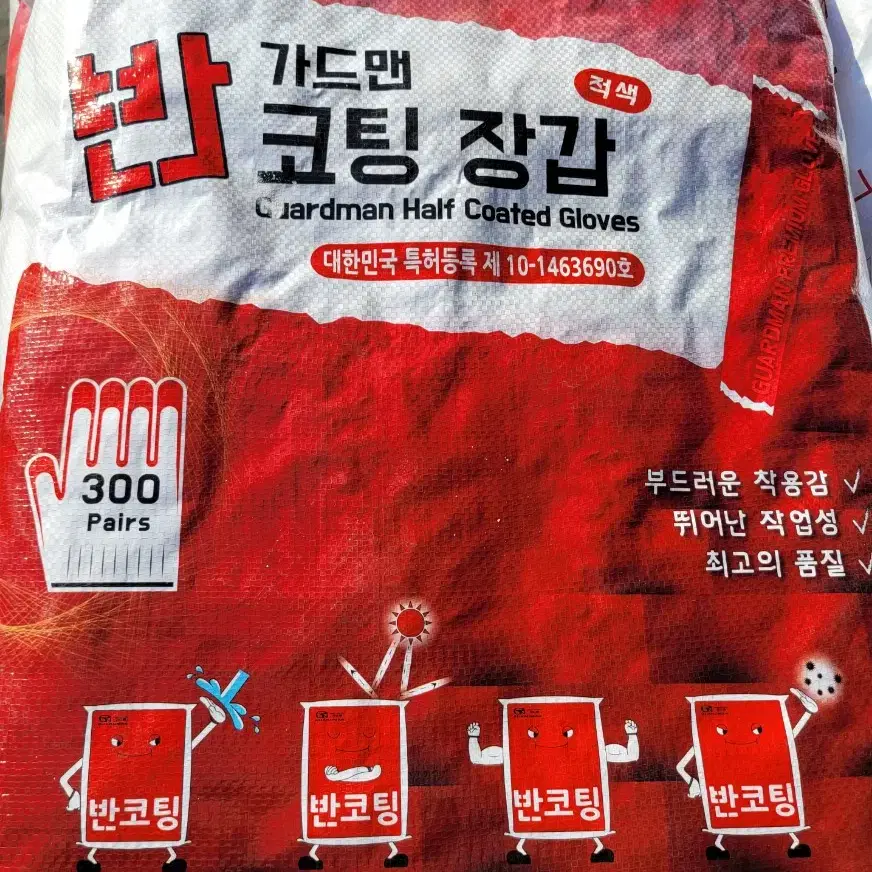 가드맨
적색
반 코팅 장갑
Guardman Half Coated Gloves
대한민국 특허등록 제 10-1463690호
GUARDMAN PREMIUM GLOVES
300
Pairs
부드러운 착용감 ✓
뛰어난 작업성 ✓
최고의 품질 ✓
반코팅
반코팅
반코팅
반코팅